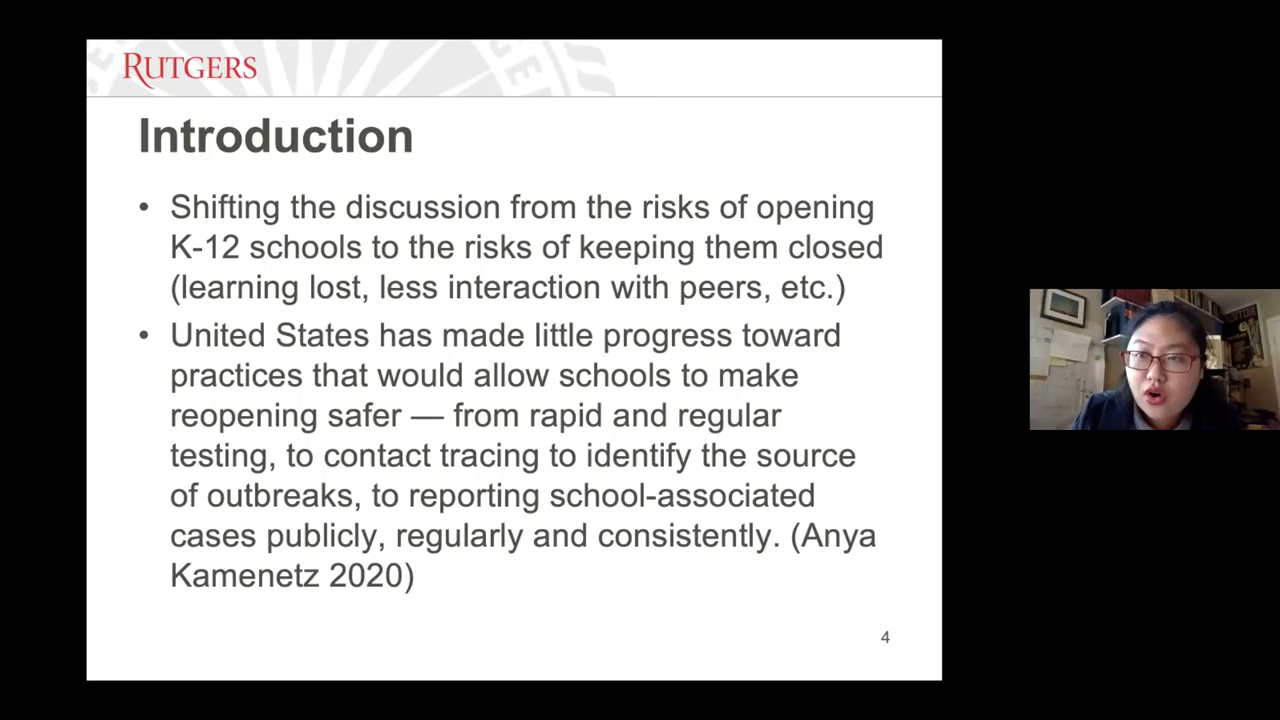 RUTGERS
Introduction
• Shifting the discussion from the risks of opening
K-12 schools to the risks of keeping them closed
(learning lost, less interaction with peers, etc.)
• United States has made little progress toward
practices that would allow schools to make
reopening safer — from rapid and regular
testing, to contact tracing to identify the source
of outbreaks, to reporting school-associated
cases publicly, regularly and consistently. (Anya
Kamenetz 2020)
4